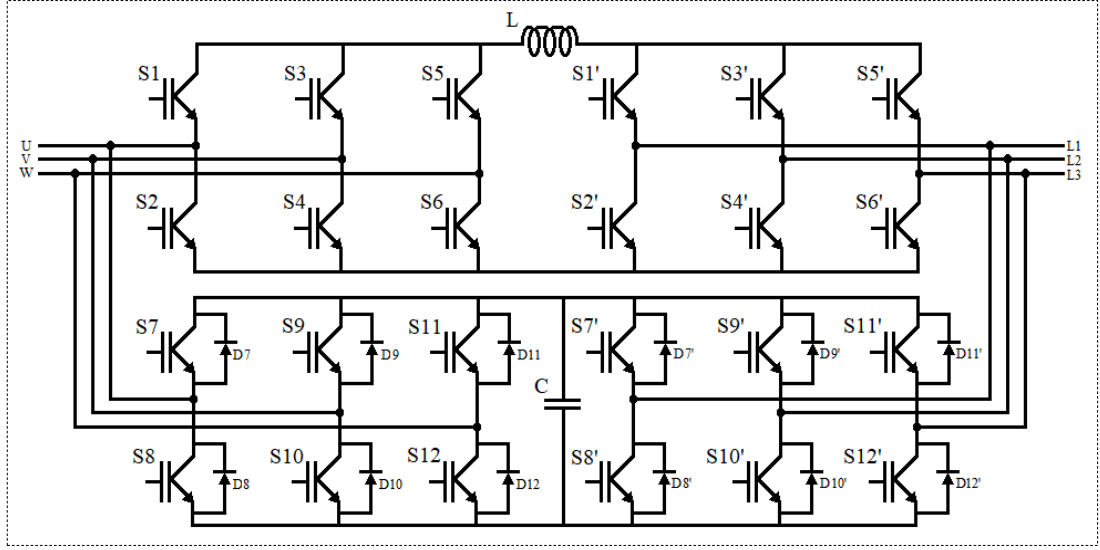 L
S1 S3 S5 S1' S3' S5'
U L1
V L2
W L3
S2 S4 S6 S2' S4' S6'
S7 S9 S11 S7' S9' S11'
D7 D9 D11 D7' D9' D11'
C
S8 S10 S12 S8' S10' S12'
D8 D10 D12 D8' D10' D12'